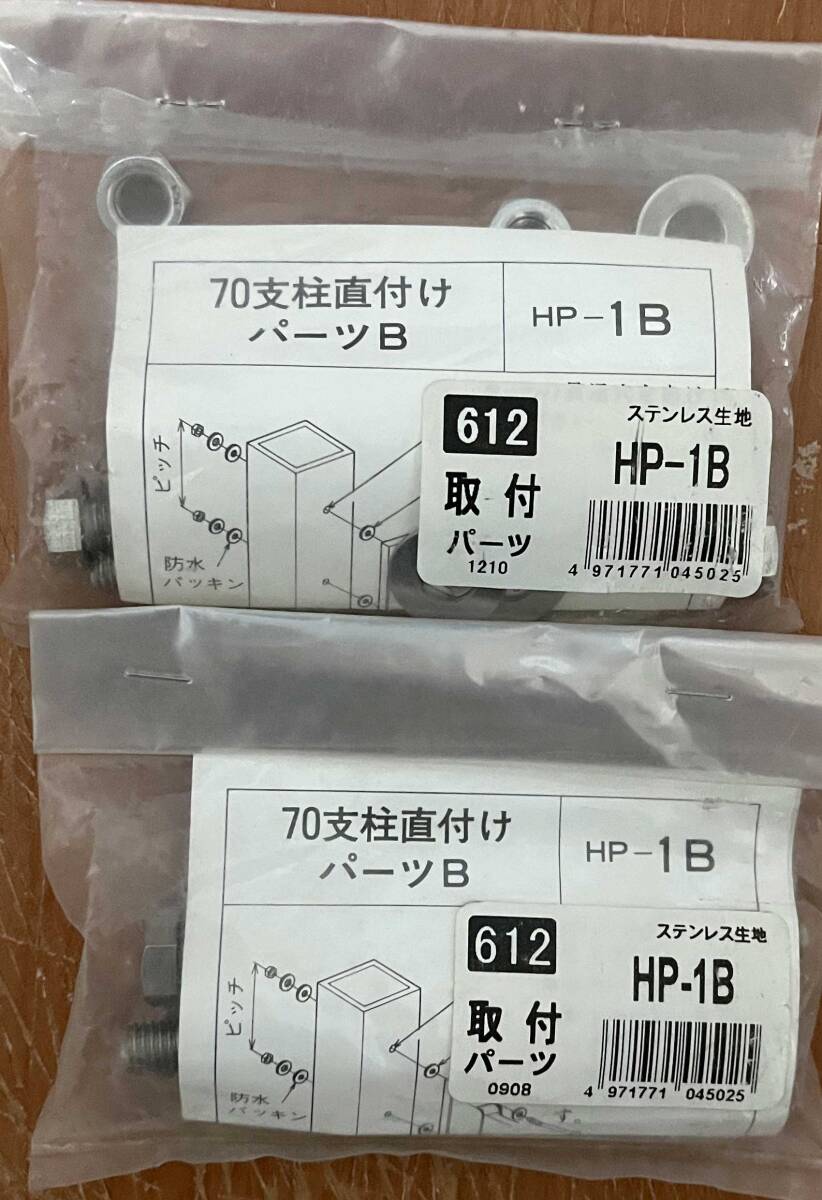 70支柱直付け
パーツB
HP-1B
ピッチ
防水
パッキン
612
取付
パーツ
1210
ステンレス生地
HP-1B
4 971771 045025
70支柱直付け
パーツB
HP-1B
ピッチ
防水
パッキン
す。
612
取付
パーツ
0908
ステンレス生地
HP-1B
4 971771 045025